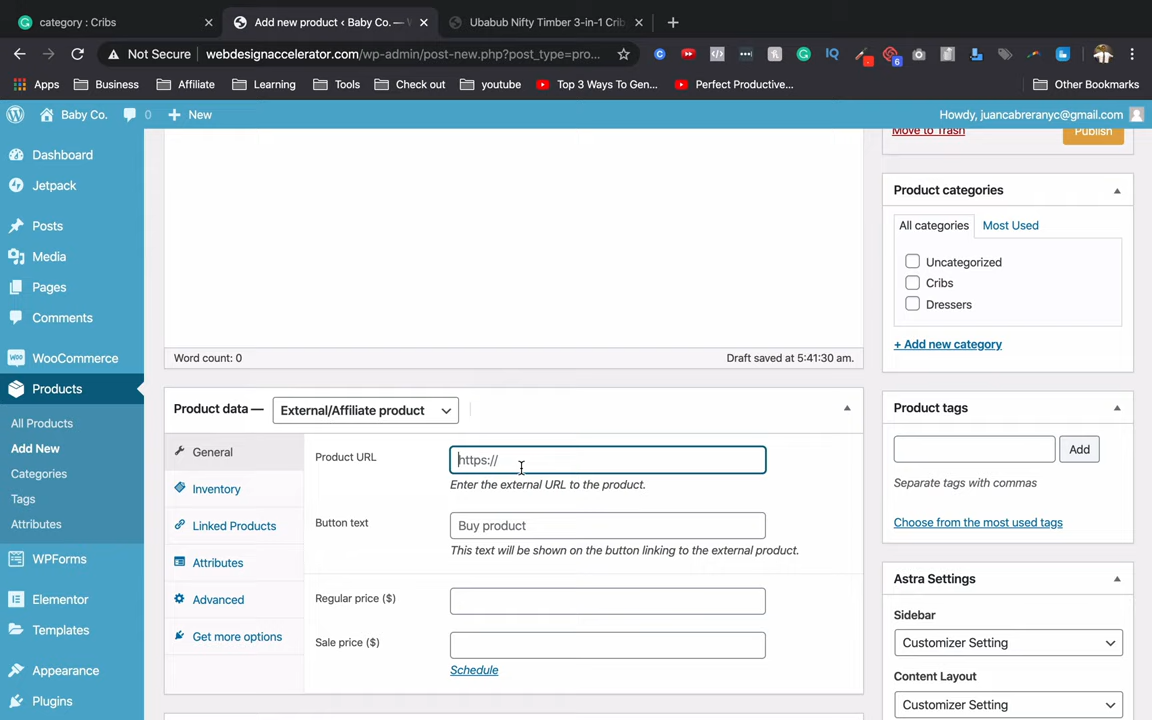 category : Cribs
Add new product ‹ Baby Co. — W
Ubabub Nifty Timber 3-in-1 Crib
Not Secure
webdesignaccelerator.com/wp-admin/post-new.php?post_type=pro...
Apps
Business
Affiliate
Learning
Tools
Check out
youtube
Top 3 Ways To Gen...
Perfect Productive...
Other Bookmarks
Baby Co.
0
New
Howdy, juancabreranyc@gmail.com
Dashboard
Jetpack
Posts
Media
Pages
Comments
WooCommerce
Products
All Products
Add New
Categories
Tags
Attributes
WPForms
Elementor
Templates
Appearance
Plugins
Word count: 0
Draft saved at 5:41:30 am.
Product data —
External/Affiliate product
General
Inventory
Linked Products
Attributes
Advanced
Get more options
Product URL
https://
Enter the external URL to the product.
Button text
Buy product
This text will be shown on the button linking to the external product.
Regular price ($)
Sale price ($)
Schedule
Move to Trash
Publish
Product categories
All categories
Most Used
Uncategorized
Cribs
Dressers
+ Add new category
Product tags
Add
Separate tags with commas
Choose from the most used tags
Astra Settings
Sidebar
Customizer Setting
Content Layout
Customizer Setting